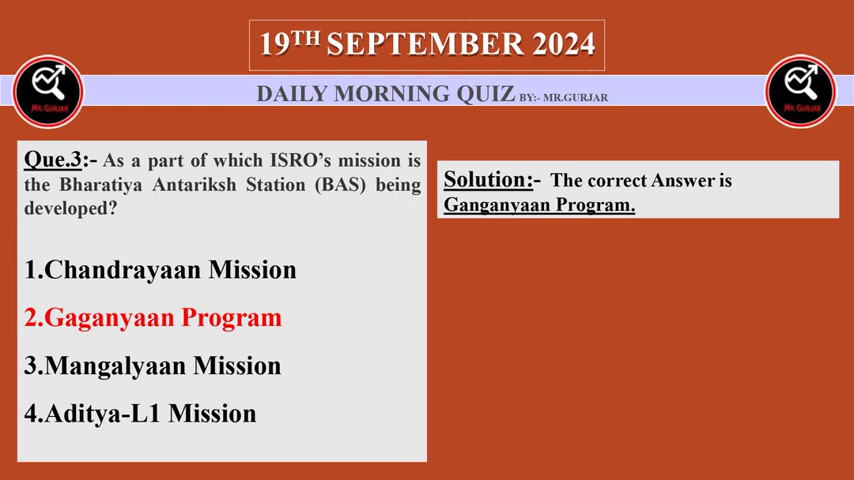 19TH SEPTEMBER 2024
DAILY MORNING QUIZ BY:- MR.GURJAR
MR. GURJAR
MR. GURJAR
Que.3:- As a part of which ISRO's mission is
the Bharatiya Antariksh Station (BAS) being
developed?
1.Chandrayaan Mission
2.Gaganyaan Program
3.Mangalyaan Mission
4.Aditya-L1 Mission
Solution:- The correct Answer is
Ganganyaan Program.